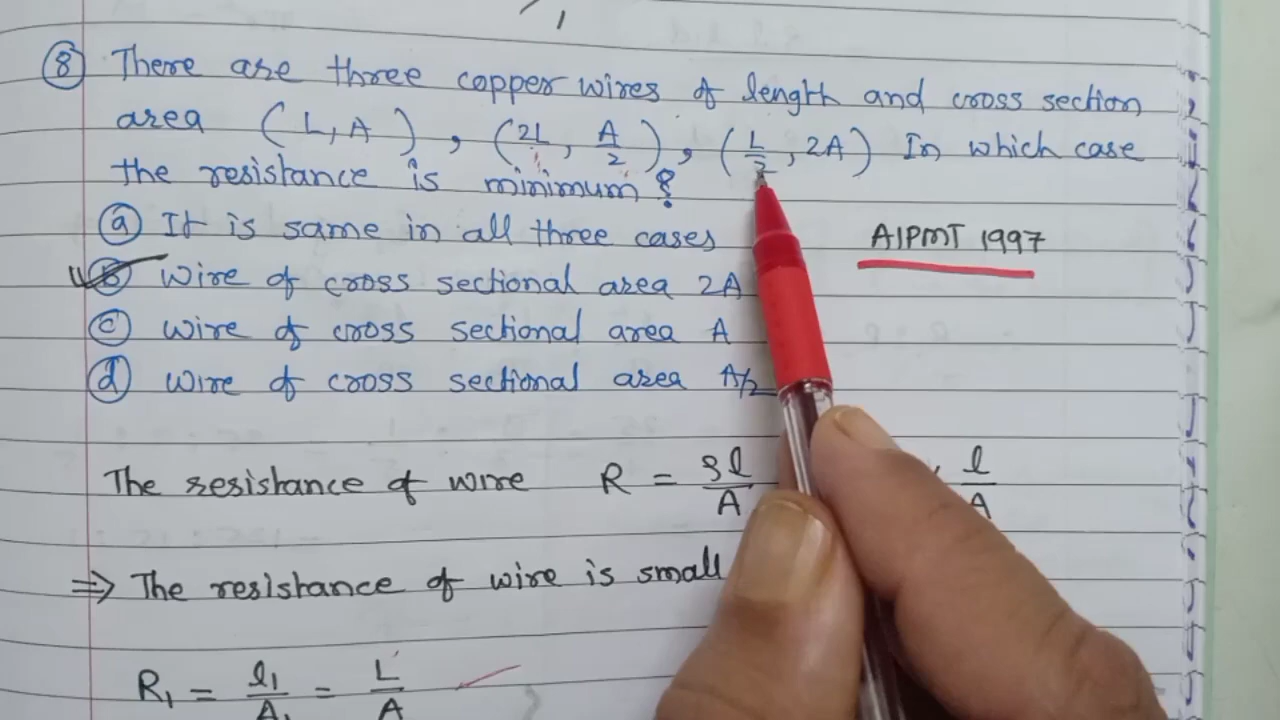 ⑧ There are three copper wires of length and cross section
area (L, A), (2L, A/2), (L/2, 2A) In which case
the resistance is minimum?
ⓐ It is same in all three cases
AIPMT 1997
ⓑ wire of cross sectional area 2A
ⓒ wire of cross sectional area A
ⓓ wire of cross sectional area A/2
The resistance of wire R = ρl/A l/A
⇒ The resistance of wire is small
R₁ = l₁/A₁ = L/A